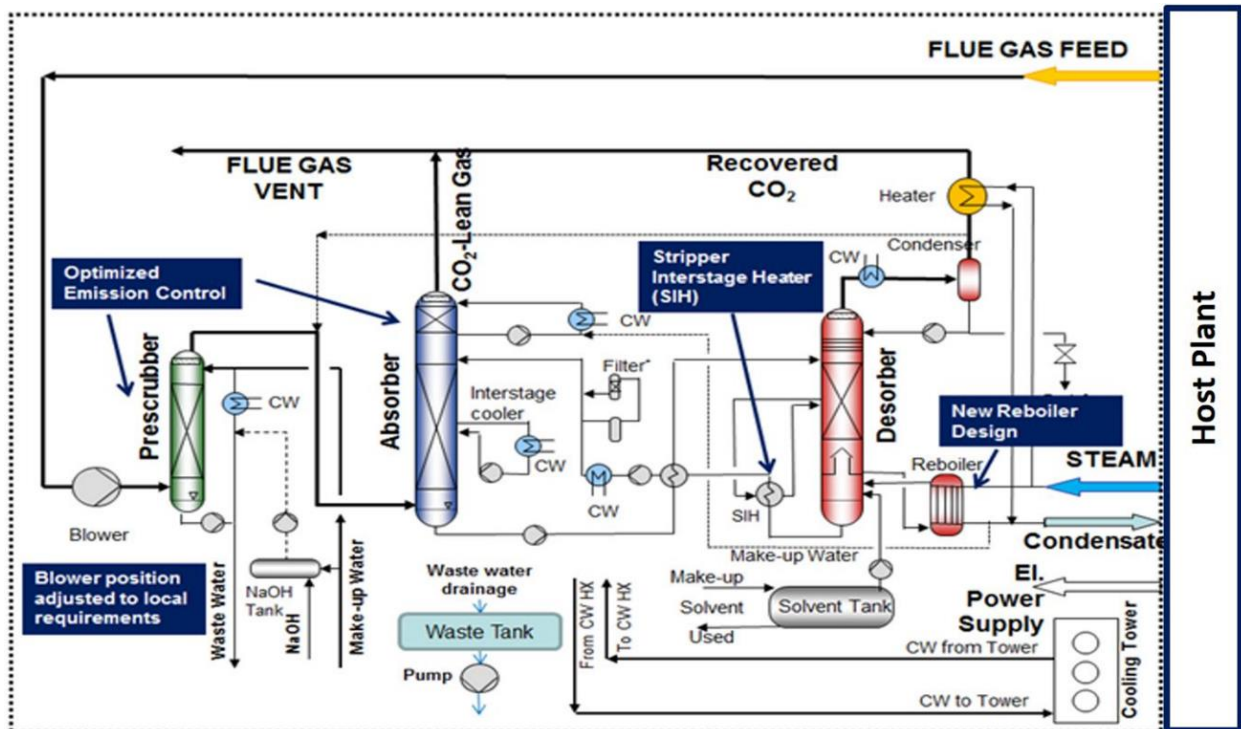 FLUE GAS FEED
FLUE GAS
VENT
CO₂-Lean Gas
Recovered
CO₂
Heater
Condenser
CW
Optimized
Emission Control
Stripper
Interstage Heater
(SIH)
Host Plant
Prescrubber
CW
Absorber
CW
Interstage
cooler
CW
Filter*
CW
Desorber
New Reboiler
Design
Reboiler
STEAM
SIH
Blower
Condensate
Make-up Water
Blower position
adjusted to local
requirements
NaOH
Tank
Waste Water
NaOH
Make-up Water
Waste water
drainage
Waste Tank
Pump
From CW HX
To CW HX
Make-up
Solvent
Used
Solvent Tank
El.
Power
Supply
CW from Tower
CW to Tower
Cooling Tower